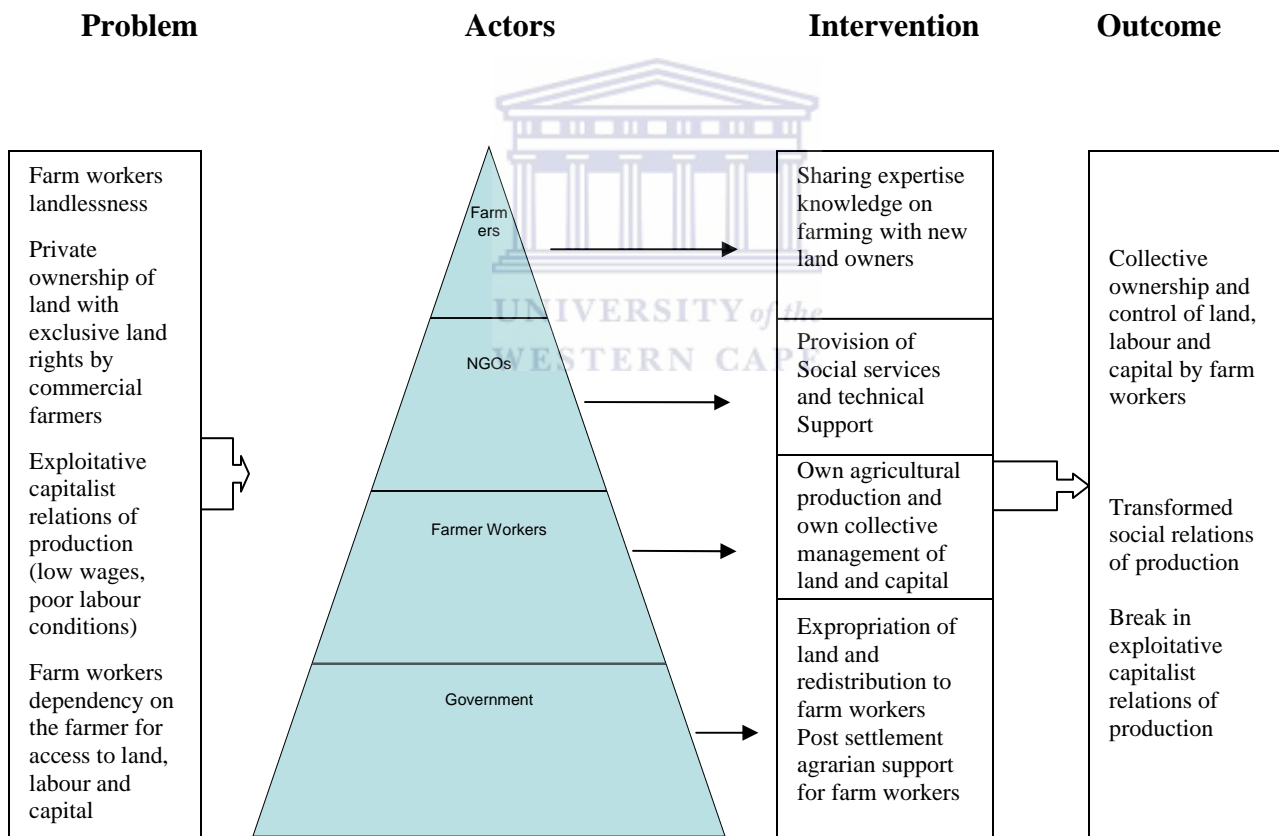 Problem
Actors
Intervention
Outcome
Farm workers
landlessness
Private
ownership of
land with
exclusive land
rights by
commercial
farmers
Exploitative
capitalist
relations of
production
(low wages,
poor labour
conditions)
Farm workers
dependency on
the farmer for
access to land,
labour and
capital
Farm
ers
NGOs
Farmer Workers
Government
UNIVERSITY of the
WESTERN CAPE
Sharing expertise
knowledge on
farming with new
land owners
Provision of
Social services
and technical
Support
Own agricultural
production and
own collective
management of
land and capital
Expropriation of
land and
redistribution to
farm workers
Post settlement
agrarian support
for farm workers
Collective
ownership and
control of land,
labour and
capital by farm
workers
Transformed
social relations
of production
Break in
exploitative
capitalist
relations of
production